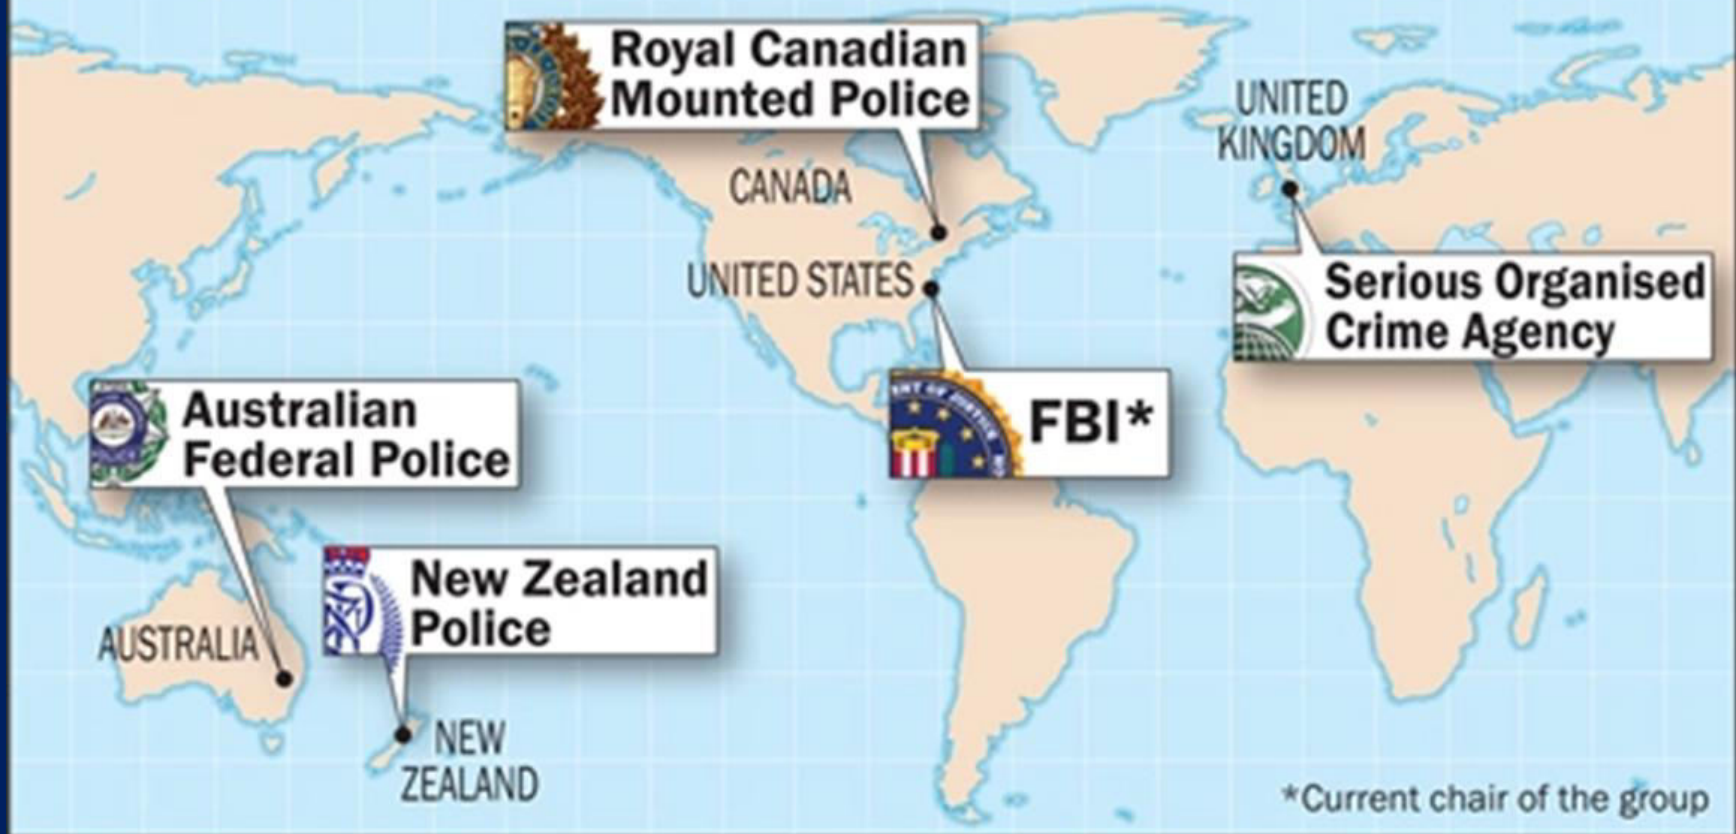 Royal Canadian
Mounted Police
CANADA
UNITED
KINGDOM
UNITED STATES
Serious Organised
Crime Agency
FBI*
Australian
Federal Police
New Zealand
Police
AUSTRALIA
NEW
ZEALAND
*Current chair of the group